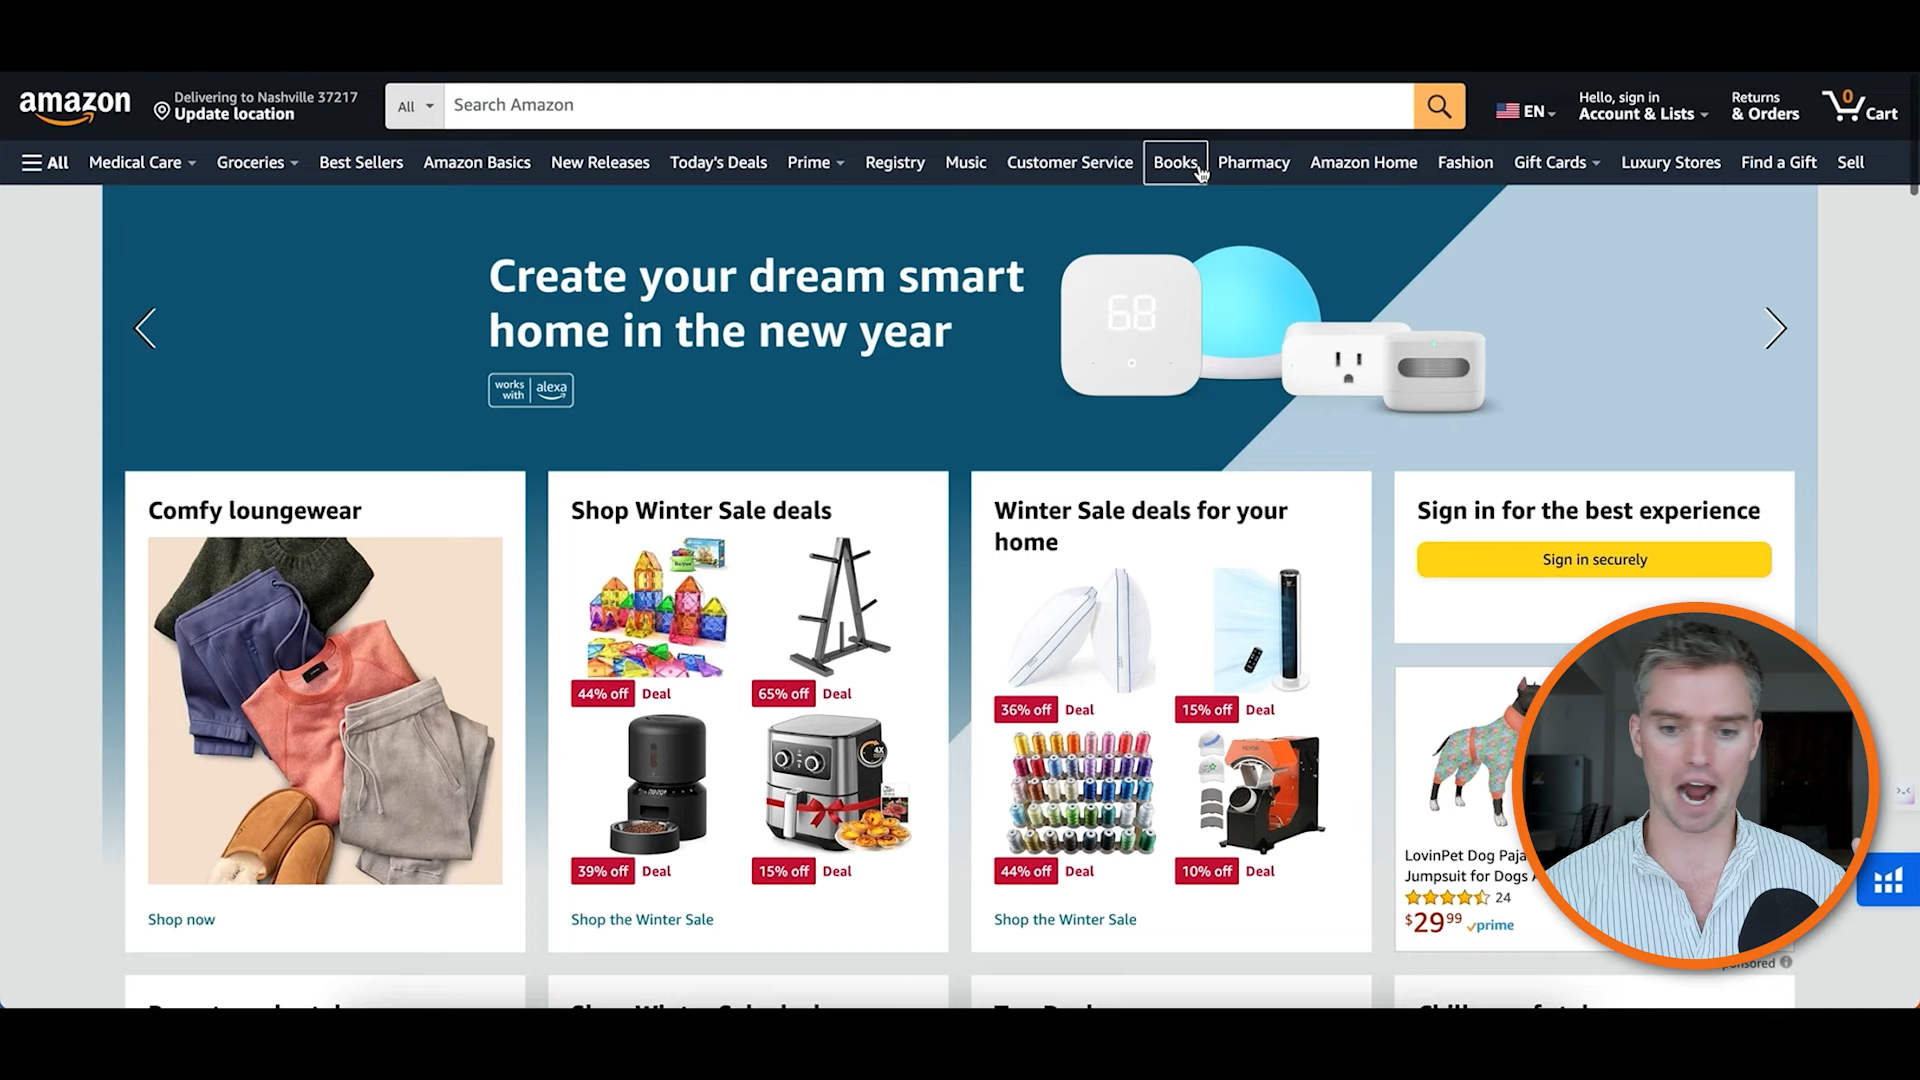 amazon
Delivering to Nashville 37217
Update location
All
Search Amazon
EN
Hello, sign in
Account & Lists
Returns
& Orders
0
Cart
All
Medical Care
Groceries
Best Sellers
Amazon Basics
New Releases
Today's Deals
Prime
Registry
Music
Customer Service
Books
Pharmacy
Amazon Home
Fashion
Gift Cards
Luxury Stores
Find a Gift
Sell
Create your dream smart
home in the new year
68
works
with
alexa
Comfy loungewear
Shop now
Shop Winter Sale deals
44% off Deal
65% off Deal
4X
39% off Deal
15% off Deal
Shop the Winter Sale
Winter Sale deals for your
home
36% off Deal
15% off Deal
VEVOR
44% off Deal
10% off Deal
Shop the Winter Sale
Sign in for the best experience
Sign in securely
LovinPet Dog Paja
Jumpsuit for Dogs
24
$29 99 prime